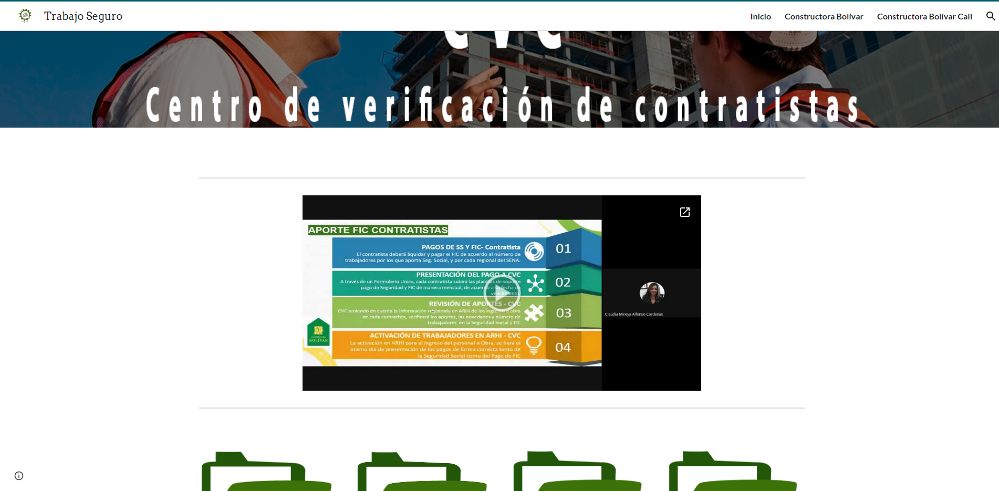 Trabajo Seguro
Inicio
Constructora Bolívar
Constructora Bolívar Cali
CVC
Centro de verificación de contratistas
APORTE FIC CONTRATISTAS
PAGOS DE SS Y FIC- Contratista
El contratista deberá liquidar y pagar el FIC de acuerdo al número de
trabajadores por los que aporta Seg. Social, y por cada regional del SENA.
01
PRESENTACIÓN DEL PAGO A CVC
A través de un Formulario Unico, cada contratista subirá las planillas de soporte
pago de Seguridad y FIC de manera mensual, de acuerdo a su fecha de
vencimiento.
02
REVISIÓN DE APORTES - CVC
CVC teniendo en cuenta la información registrada en ARHI de los ingresos a obra
de cada contratista, verificará los aportes, las novedades y número de
trabajadores en la Seguridad Social y FIC
03
ACTIVACIÓN DE TRABAJADORES EN ARHI - CVC
La activación en ARHI para el ingreso del personal a Obra, se hará el
mismo día de presentación de los pagos de forma correcta tanto de
la Seguridad Social como del Pago de FIC
04
BOLÍVAR
Claudia Mireya Alfonso Cardenas